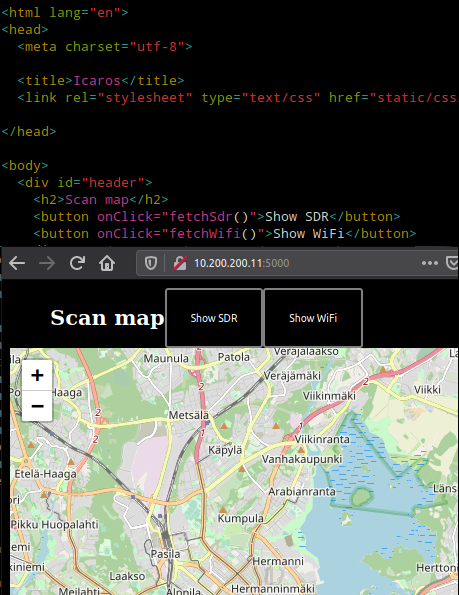 <html lang="en">
<head>
<meta charset="utf-8">
<title>Icaros</title>
<link rel="stylesheet" type="text/css" href="static/css
</head>
<body>
<div id="header">
<h2>Scan map</h2>
<button onClick="fetchSdr()">Show SDR</button>
<button onClick="fetchWifi()">Show WiFi</button>
10.200.200.11:5000
Scan map
Show SDR
Show WiFi
Maunula
Patola
Veräjälaakso
+
Veräjämäki
2
Haaga
Viikki
−
Viikinmäki
Metsälä
2
Käpylä
Viikinranta
Etelä-Haaga
Vanhakaupunki
Arabianranta
Pikku Huopalahti
Kumpula
Pasila
Hermanni
Laakso
Herttoni
Meilahti
Alppila
Hermanninmäki